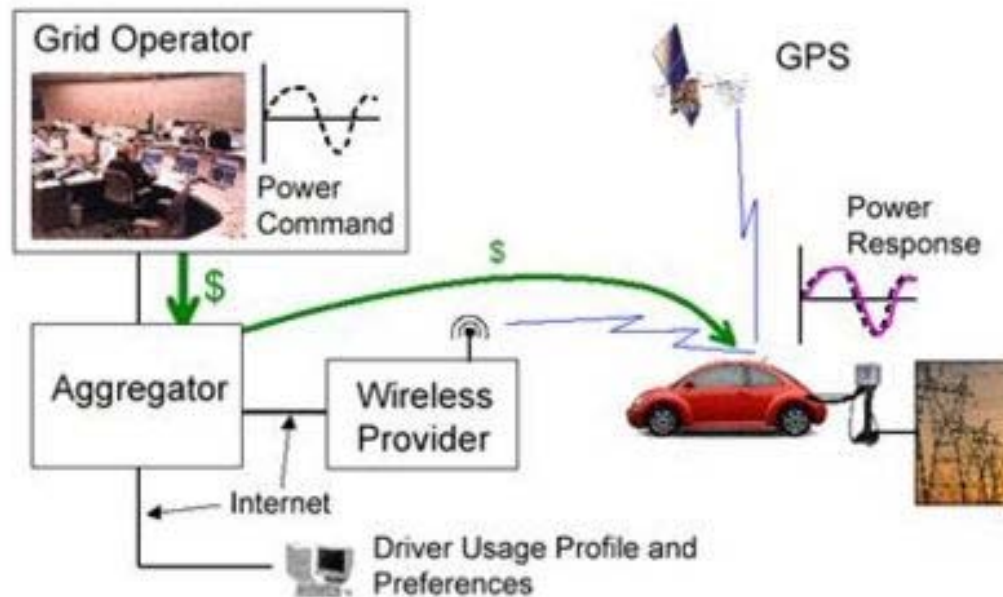 Grid Operator
Power
Command
GPS
Power
Response
$
$
Aggregator
Wireless
Provider
Internet
Driver Usage Profile and
Preferences